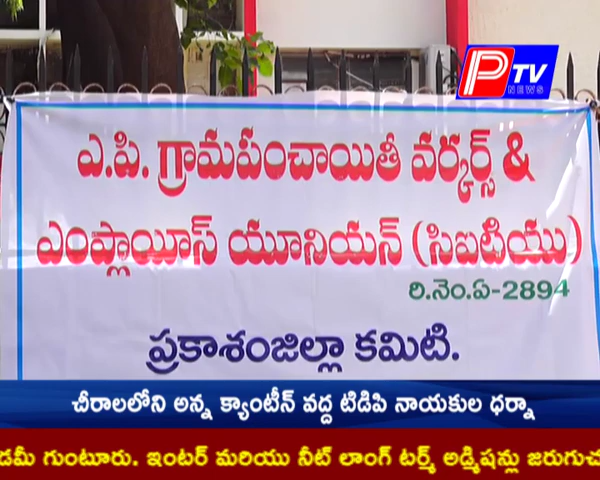 PTV
NEWS
ఎ.పి. గ్రామపంచాయితీ వర్కర్స్ &
ఎంప్లాయీస్ యూనియన్ (సిఐటియు)
రి.నెం.ఏ-2894
ప్రకాశంజిల్లా కమిటి.
చీరాలలోని అన్న క్యాంటీన్ వద్ద టిడిపి నాయకుల ధర్నా
డమీ గుంటూరు. ఇంటర్ మరియు నీట్ లాంగ్ టర్మ్ అడ్మిషన్లు జరుగుచు